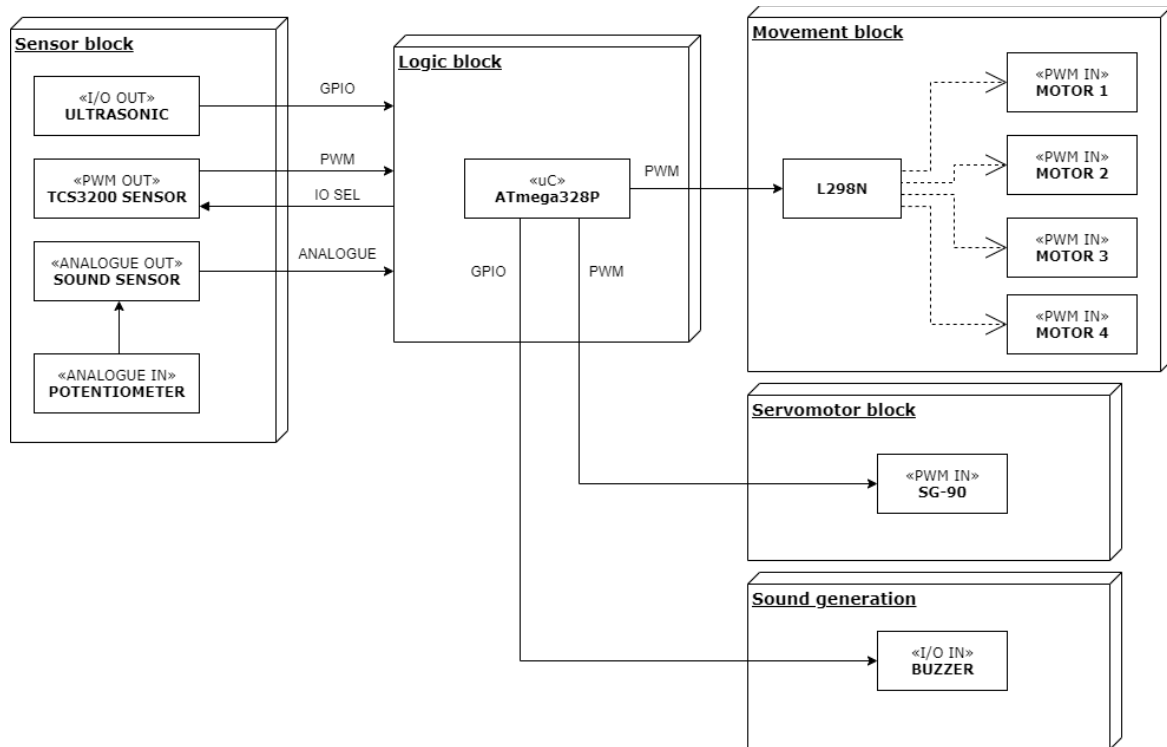 Sensor block
«I/O OUT»
ULTRASONIC
«PWM OUT»
TCS3200 SENSOR
«ANALOGUE OUT»
SOUND SENSOR
«ANALOGUE IN»
POTENTIOMETER
GPIO
PWM
IO SEL
ANALOGUE
Logic block
«uC»
ATmega328P
PWM
GPIO
PWM
Movement block
L298N
«PWM IN»
MOTOR 1
«PWM IN»
MOTOR 2
«PWM IN»
MOTOR 3
«PWM IN»
MOTOR 4
Servomotor block
«PWM IN»
SG-90
Sound generation
«I/O IN»
BUZZER